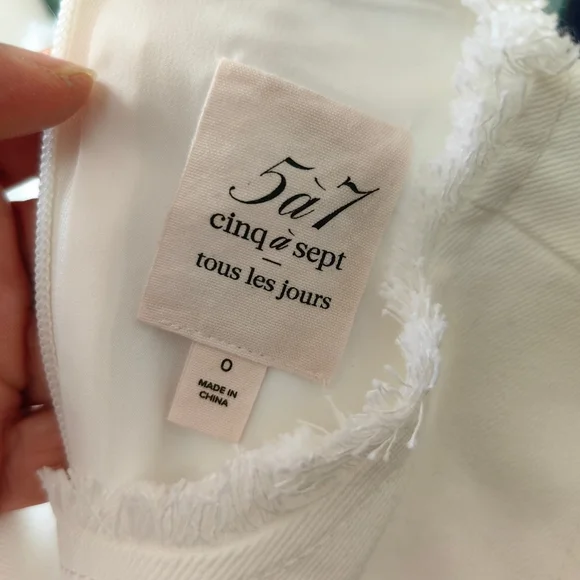 5à7
cinq à sept
tous les jours
0
MADE IN
CHINA